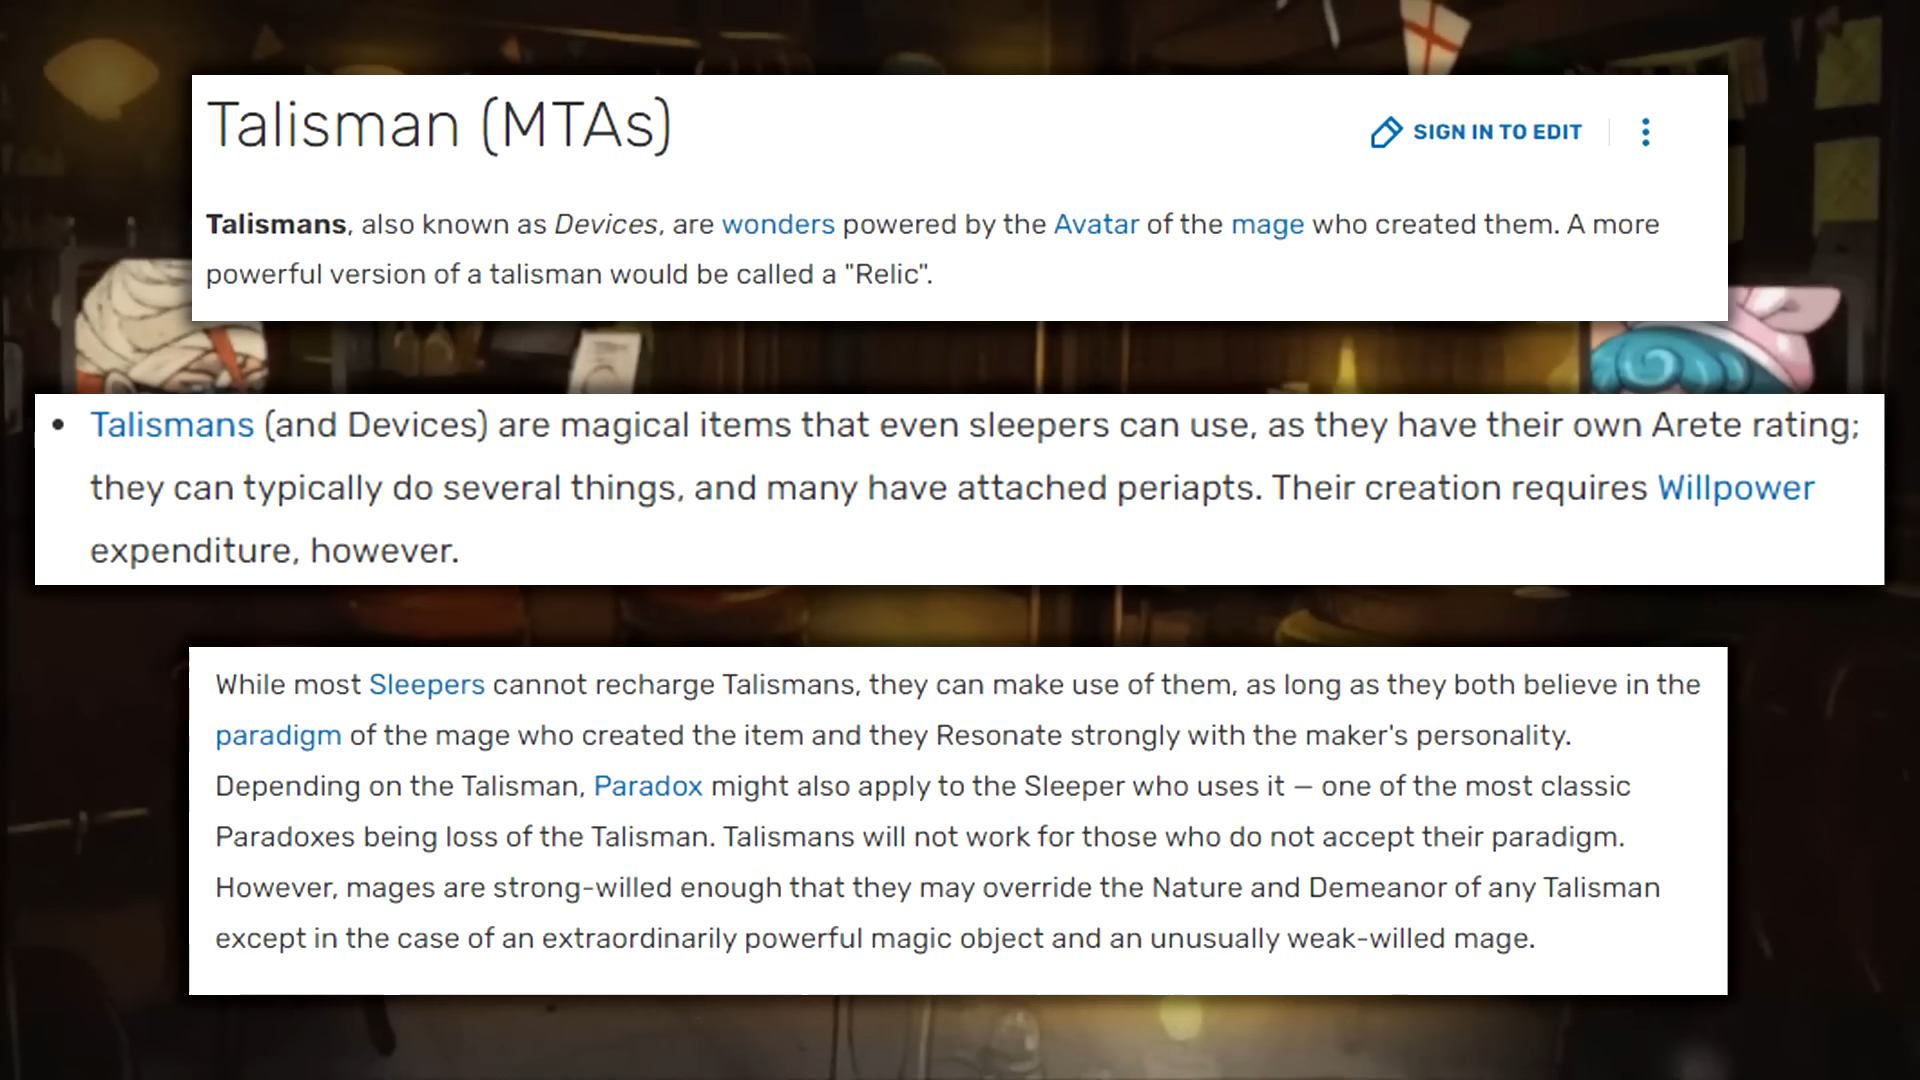 Talisman (MTAs)
SIGN IN TO EDIT
Talismans, also known as Devices, are wonders powered by the Avatar of the mage who created them. A more
powerful version of a talisman would be called a "Relic".
• Talismans (and Devices) are magical items that even sleepers can use, as they have their own Arete rating;
they can typically do several things, and many have attached periapts. Their creation requires Willpower
expenditure, however.
While most Sleepers cannot recharge Talismans, they can make use of them, as long as they both believe in the
paradigm of the mage who created the item and they Resonate strongly with the maker's personality.
Depending on the Talisman, Paradox might also apply to the Sleeper who uses it — one of the most classic
Paradoxes being loss of the Talisman. Talismans will not work for those who do not accept their paradigm.
However, mages are strong-willed enough that they may override the Nature and Demeanor of any Talisman
except in the case of an extraordinarily powerful magic object and an unusually weak-willed mage.